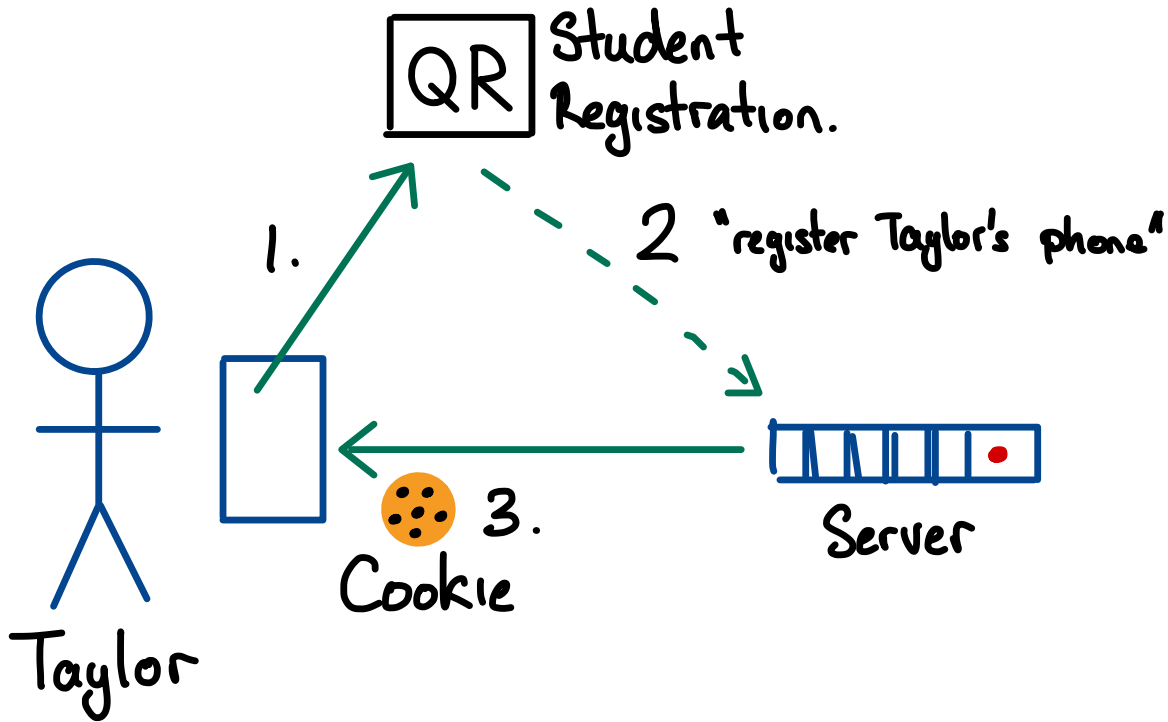 QR
Student
Registration.
1.
2 "register Taylor's phone"
3.
Cookie
Server
Taylor